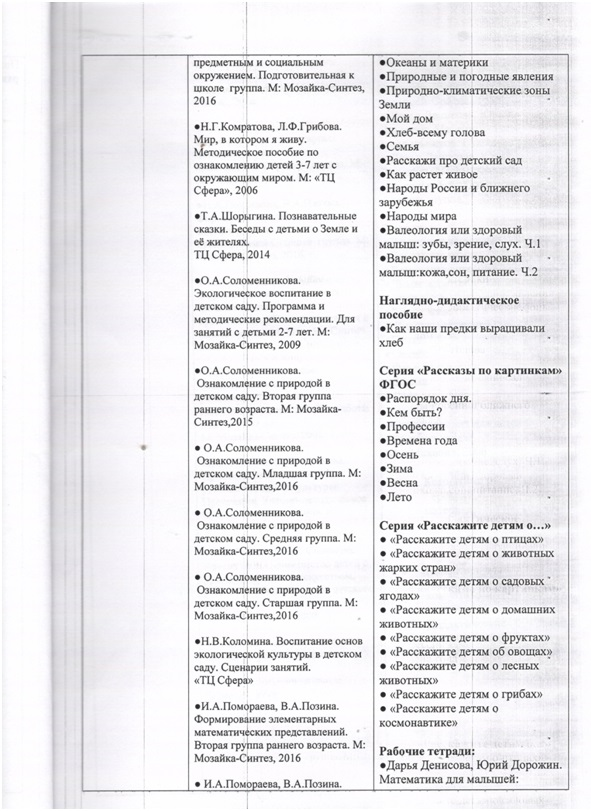 предметным и социальным
окружением. Подготовительная к
школе группа. М: Мозайка-Синтез,
2016
●Н.Г.Комратова, Л.Ф.Грибова.
Мир, в котором я живу.
Методическое пособие по
ознакомлению детей 3-7 лет с
окружающим миром. М: «ТЦ
Сфера», 2006
●Т.А.Шорыгина. Познавательные
сказки. Беседы с детьми о Земле и
её жителях.
ТЦ Сфера, 2014
●О.А.Соломенникова.
Экологическое воспитание в
детском саду. Программа и
методические рекомендации. Для
занятий с детьми 2-7 лет. М:
Мозайка-Синтез, 2009
●О.А.Соломенникова.
Ознакомление с природой в
детском саду. Вторая группа
раннего возраста. М: Мозайка-
Синтез,2015
● О.А.Соломенникова.
Ознакомление с природой в
детском саду. Младшая группа. М:
Мозайка-Синтез,2016
● О.А.Соломенникова.
Ознакомление с природой в
детском саду. Средняя группа. М:
Мозайка-Синтез,2016
● О.А.Соломенникова.
Ознакомление с природой в
детском саду. Старшая группа. М:
Мозайка-Синтез,2016
●Н.В.Коломина. Воспитание основ
экологической культуры в детском
саду. Сценарии занятий.
«ТЦ Сфера»
●И.А.Помораева, В.А.Позина.
Формирование элементарных
математических представлений.
Вторая группа раннего возраста. М:
Мозайка-Синтез, 2016
● И.А.Помораева, В.А.Позина.
●Океаны и материки
●Природные и погодные явления
●Природно-климатические зоны
Земли
●Мой дом
●Хлеб-всему голова
●Семья
●Расскажи про детский сад
●Как растет живое
●Народы России и ближнего
зарубежья
●Народы мира
●Валеология или здоровый
малыш: зубы, зрение, слух. Ч.1
●Валеология или здоровый
малыш:кожа,сон, питание. Ч.2
Наглядно-дидактическое
пособие
●Как наши предки выращивали
хлеб
Серия «Рассказы по картинкам»
ФГОС
●Распорядок дня.
●Кем быть?
●Профессии
●Времена года
●Осень
●Зима
●Весна
●Лето
Серия «Расскажите детям о…»
● «Расскажите детям о птицах»
● «Расскажите детям о животных
жарких стран»
● «Расскажите детям о садовых
ягодах»
● «Расскажите детям о домашних
животных»
● «Расскажите детям о фруктах»
● «Расскажите детям об овощах»
● «Расскажите детям о лесных
животных»
● «Расскажите детям о грибах»
● «Расскажите детям о
космонавтике»
Рабочие тетради:
●Дарья Денисова, Юрий Дорожин.
Математика для малышей: